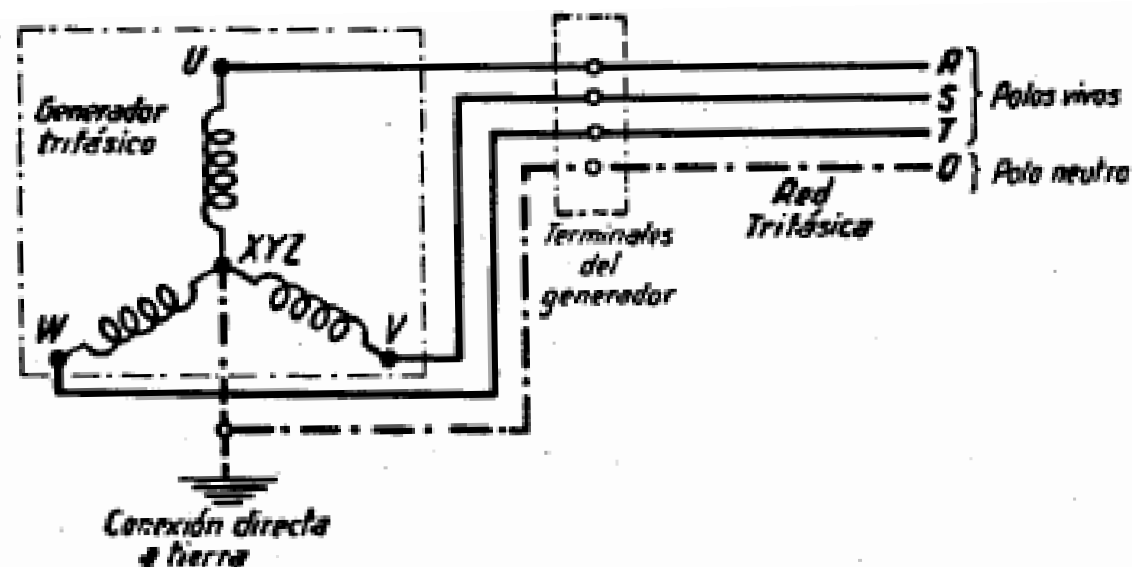 U
Generador
trifásico
XYZ
W
V
R
S
T
O
Polos vivos
Polo neutro
Red
Trifásica
Terminales
del
generador
Conexión directa
a tierra